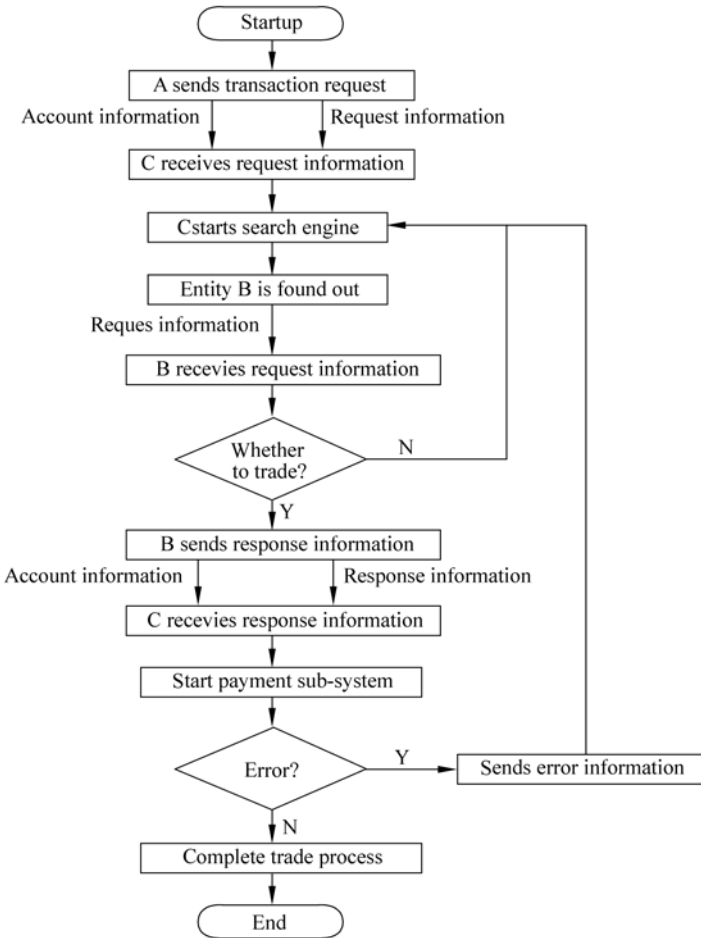 Startup
A sends transaction request
Account information
Request information
C receives request information
Cstarts search engine
Entity B is found out
Reques information
B recevies request information
Whether
to trade?
N
Y
B sends response information
Account information
Response information
C recevies response information
Start payment sub-system
Error?
Y
Sends error information
N
Complete trade process
End